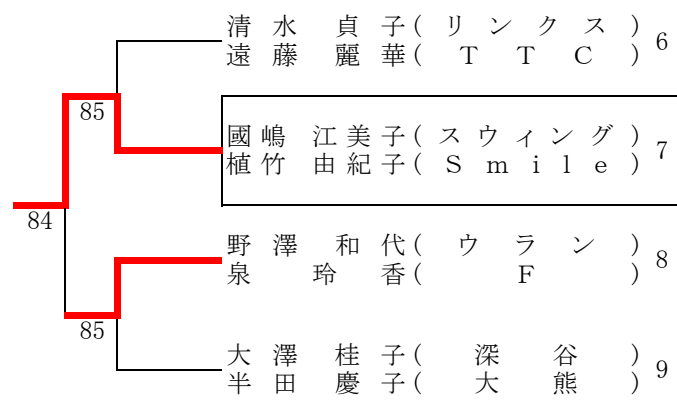 清水 貞子(リンクス) 6
遠藤 麗華(TTC)
85
國嶋 江美子(スウィング) 7
植竹 由紀子(Smile)
84
野澤 和代(ウラン) 8
泉 玲香(F)
85
大澤 桂子(深谷) 9
半田 慶子(大熊)